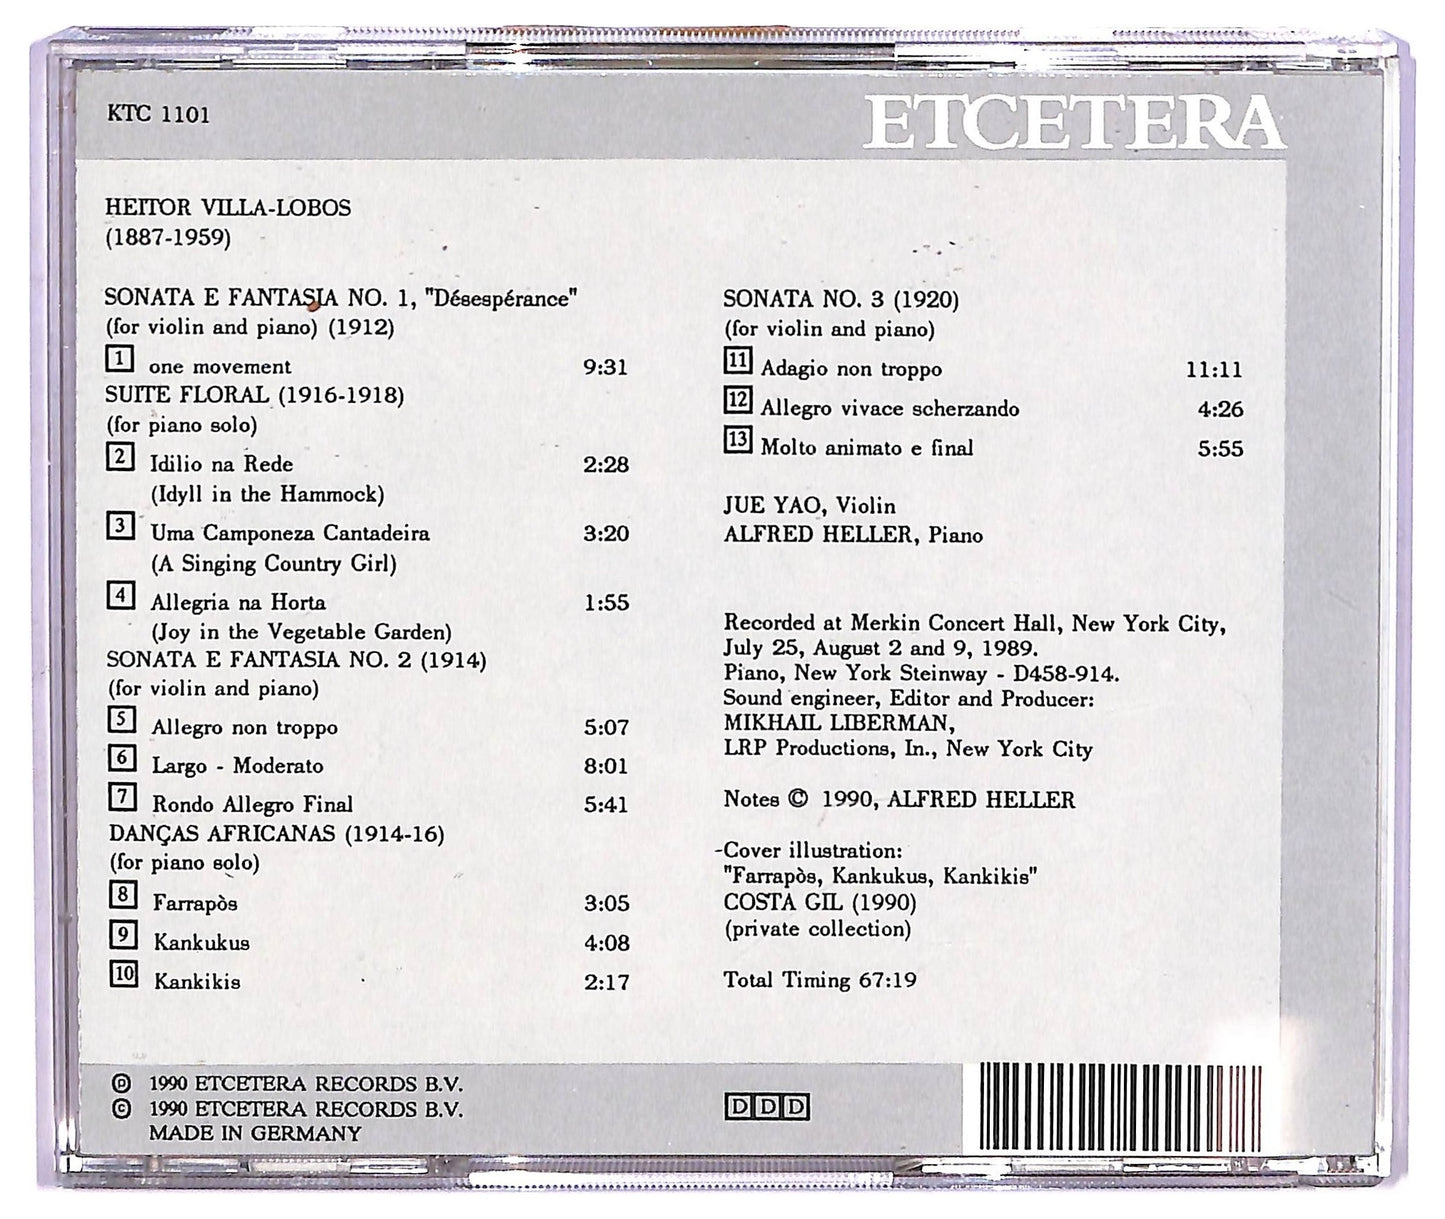 KTC 1101
ETCETERA
HEITOR VILLA-LOBOS
(1887-1959)
SONATA E FANTASIA NO. 1, "Désespérance"
(for violin and piano) (1912)
1 one movement 9:31
SUITE FLORAL (1916-1918)
(for piano solo)
2 Idilio na Rede 2:28
(Idyll in the Hammock)
3 Uma Camponeza Cantadeira 3:20
(A Singing Country Girl)
4 Allegria na Horta 1:55
(Joy in the Vegetable Garden)
SONATA E FANTASIA NO. 2 (1914)
(for violin and piano)
5 Allegro non troppo 5:07
6 Largo - Moderato 8:01
7 Rondo Allegro Final 5:41
DANÇAS AFRICANAS (1914-16)
(for piano solo)
8 Farrapòs 3:05
9 Kankukus 4:08
10 Kankikis 2:17
SONATA NO. 3 (1920)
(for violin and piano)
11 Adagio non troppo 11:11
12 Allegro vivace scherzando 4:26
13 Molto animato e final 5:55
JUE YAO, Violin
ALFRED HELLER, Piano
Recorded at Merkin Concert Hall, New York City,
July 25, August 2 and 9, 1989.
Piano, New York Steinway - D458-914.
Sound engineer, Editor and Producer:
MIKHAIL LIBERMAN,
LRP Productions, In., New York City
Notes © 1990, ALFRED HELLER
Cover illustration:
"Farrapòs, Kankukus, Kankikis"
COSTA GIL (1990)
(private collection)
Total Timing 67:19
℗ 1990 ETCETERA RECORDS B.V.
© 1990 ETCETERA RECORDS B.V.
MADE IN GERMANY
DDD